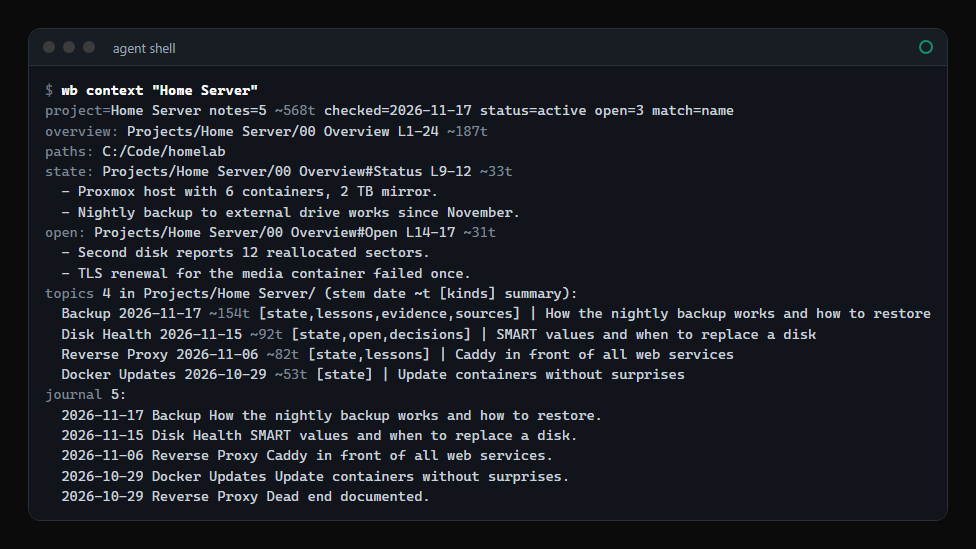 agent shell
$ wb context "Home Server"
project=Home Server notes=5 ~568t checked=2026-11-17 status=active open=3 match=name
overview: Projects/Home Server/00 Overview L1-24 ~187t
paths: C:/Code/homelab
state: Projects/Home Server/00 Overview#Status L9-12 ~33t
– Proxmox host with 6 containers, 2 TB mirror.
– Nightly backup to external drive works since November.
open: Projects/Home Server/00 Overview#Open L14-17 ~31t
– Second disk reports 12 reallocated sectors.
– TLS renewal for the media container failed once.
topics 4 in Projects/Home Server/ (stem date ~t [kinds] summary):
Backup 2026-11-17 ~154t [state,lessons,evidence,sources] | How the nightly backup works and how to restore
Disk Health 2026-11-15 ~92t [state,open,decisions] | SMART values and when to replace a disk
Reverse Proxy 2026-11-06 ~82t [state,lessons] | Caddy in front of all web services
Docker Updates 2026-10-29 ~53t [state] | Update containers without surprises
journal 5:
2026-11-17 Backup How the nightly backup works and how to restore.
2026-11-15 Disk Health SMART values and when to replace a disk.
2026-11-06 Reverse Proxy Caddy in front of all web services.
2026-10-29 Docker Updates Update containers without surprises.
2026-10-29 Reverse Proxy Dead end documented.